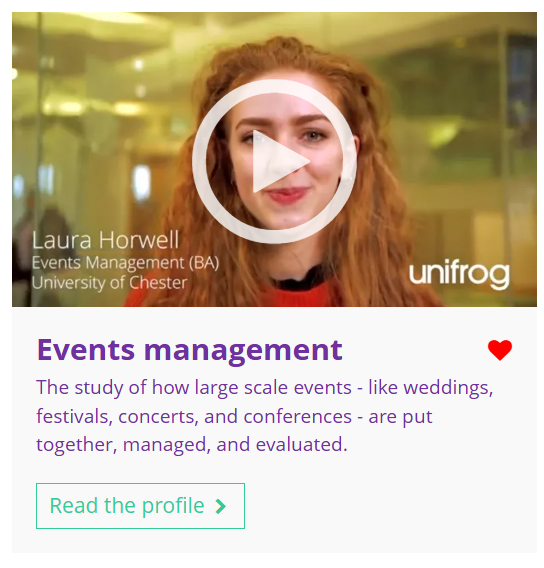 Laura Horwell
Events Management (BA)
University of Chester
unifrog
Events management
The study of how large scale events - like weddings,
festivals, concerts, and conferences - are put
together, managed, and evaluated.
Read the profile